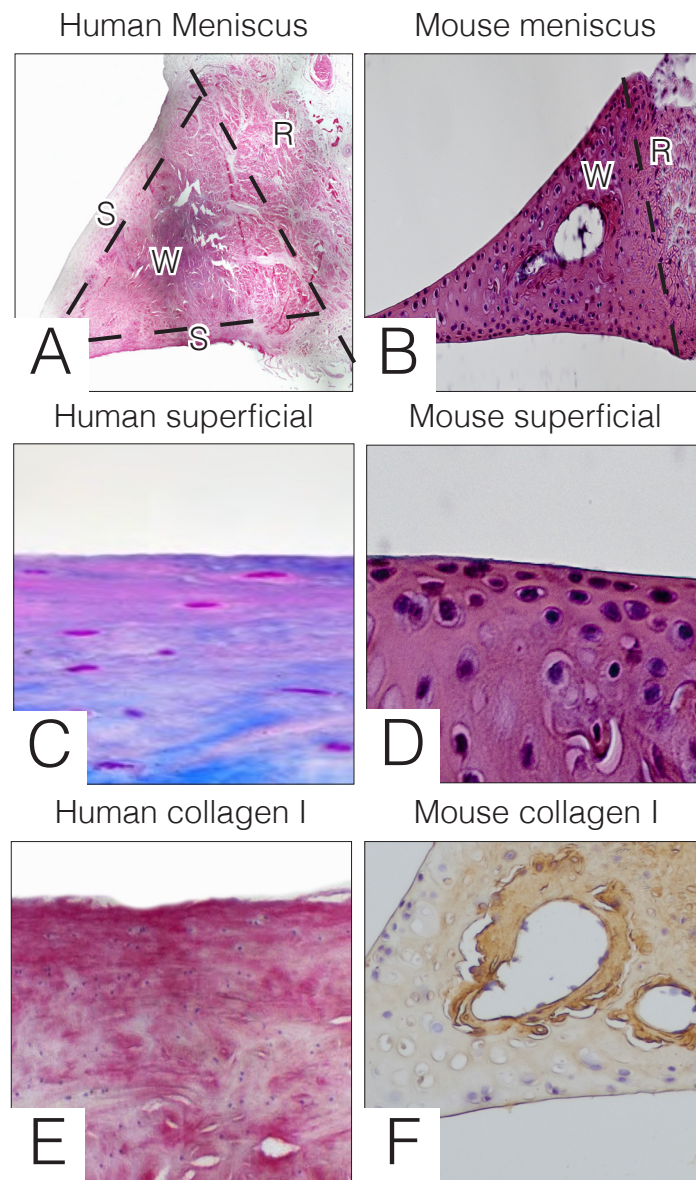 Human Meniscus
Mouse meniscus
R
S
W
S
A
R
W
B
Human superficial
Mouse superficial
C
D
Human collagen I
Mouse collagen I
E
F